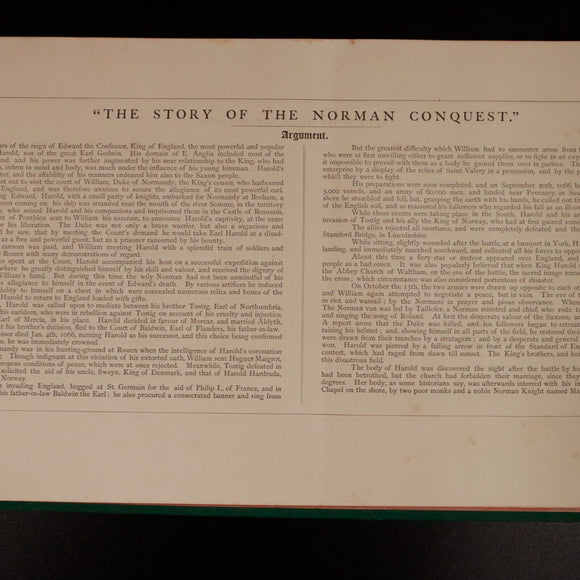 "THE STORY OF THE NORMAN CONQUEST."
Argument.
ars of the reign of Edward the Confessor, King of England, the most powerful and popular
Harold, son of the great Earl Godwin. His domain of E. Anglia included most of the
and, and his power was further augmented by his near relationship to the King, who had
, infirm in mind and body, was much under the influence of his young kinsman. Harold's
ter, and the affability of his manners endeared him also to the Saxon people.
et out to visit the court of William, Duke of Normandy, the King's cousin, who harboured
England, and was therefore anxious to secure the allegiance of its most powerful earl.
ng Edward, Harold, with a small party of knights, embarked for Normandy at Bosham, a
orm coming on, his ship was stranded near the mouth of the river Somme, in the territory
, who seized Harold and his companions and imprisoned them in the Castle of Beaurain,
nt of Ponthieu sent to William his suzerain, to announce Harold's captivity, at the same
r his liberation. The Duke was not only a brave warrior, but also a sagacious and
d he saw, that by meeting the Count's demand he would take Earl Harold at a disad-
as a free and powerful guest, but as a prisoner ransomed by his bounty.
ransom was paid, and William meeting Harold with a splendid train of soldiers and
o Rouen with many demonstrations of regard.
s spent at the Court, Harold accompanied his host on a successful expedition against
where he greatly distinguished himself by his skill and valour, and received the dignity of
William's hand. But during this time William never lost sight of his one object of
s allegiance to himself in the event of Edward's death. By various artifices he induced
delity to himself on a chest in which were concealed numerous relics and bones of the
Harold to return to England loaded with gifts.
Harold was called upon to mediate between his brother Tostig, Earl of Northumbria,
his earldom, who were in rebellion against Tostig on account of his cruelty and injustice,
arl of Mercia, in his place. Harold decided in favour of Morcar, and married Aldyth,
t his brother's decision, fled to the Court of Baldwin, Earl of Flanders, his father-in-law.
ssor died Jan. 4th, 1066, naming Harold as his successor, and this choice being confirmed
e, he was immediately crowned.
mandy was in his hunting-ground at Rouen when the intelligence of Harold's coronation
g. Though indignant at this violation of his extorted oath, William sent Hugues Maigrot,
propose conditions of peace, which were at once rejected. Meanwhile, Tostig defeated in
solicited the aid of his uncle, Sweyn, King of Denmark, and that of Harold Hardrada,
Norway.
e invading England, begged at St. Germain for the aid of Philip I., of France, and in
his father-in-law Baldwin the Earl: he also procured a consecrated banner and ring from
But the greatest difficulty which William had to encounter arose from t
who were at first unwilling either to grant sufficient supplies, or to fight in an exp
it impossible to prevail with them as a body he gained them over in parties. Th
enterprise by a display of the relics of Saint Valery in a procession, and by the p
which they were to fight.
His preparations were soon completed, and on September 20th, 1066,
3,000 vessels, and an army of 60,000 men, and landed near Pevensey, in Suss
shore he stumbled and fell, but, grasping the earth with his hands, he called out th
of the English soil, and so reassured his followers who regarded his fall as an ill-o
While these events were taking place in the South, Harold and his ar
invasion of Tostig and his ally the King of Norway, who had at first gained some
The allies rejected all overtures, and were completely defeated and the
Stamford Bridge, in Lincolnshire.
While sitting, slightly wounded after the battle, at a banquet in York, Ha
landing, and immediately marched southward, and collected all his forces to oppos
About this time a fiery star or meteor appeared over England, and
people as a bad omen. It was also popularly believed that when King Harold
the Abbey Church of Waltham, on the eve of the battle, the sacred image miracu
cross; which circumstance was also considered portentous of disaster.
On October the 13th, the two armies were drawn up opposite to each ot
and William again attempted to negotiate a peace, but in vain. The eve of t
in riot and wassail; by the Normans in prayer and pious observance. When
The Norman van was led by Taillefer, a Norman minstrel and chief, who rode fo
and singing the song of Roland. At first the desperate valour of the Saxons, an
A report arose that the Duke was killed, and his followers began to retreat
raising his helmet; and, showing himself in all parts of the field, he restored their
were drawn from their trenches by a stratagem; and by a desperate and general
won. Harold was pierced by a falling arrow in front of the Standard of En
contest, which had raged from dawn till sunset. The King's brothers, and
this disastrous field.
The body of Harold was discovered the night after the battle by his
had been betrothed, but the church had forbidden their marriage, since they
degrees. Her body, as some historians say, was afterwards interred with his in
Chapel on the shore, by two poor monks and a noble Norman Knight named Ma